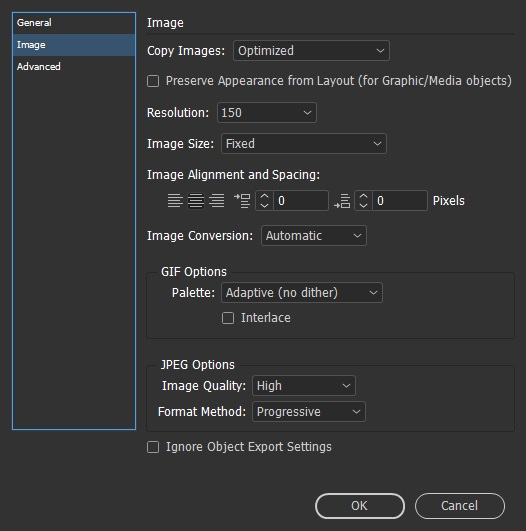 General
Image
Advanced
Image
Copy Images: Optimized
Preserve Appearance from Layout (for Graphic/Media objects)
Resolution: 150
Image Size: Fixed
Image Alignment and Spacing:
0 0 Pixels
Image Conversion: Automatic
GIF Options
Palette: Adaptive (no dither)
Interlace
JPEG Options
Image Quality: High
Format Method: Progressive
Ignore Object Export Settings
OK Cancel